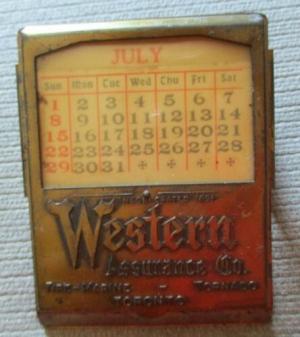 JULY
Sun Mon Tue Wed Thu Fri Sat
1 2 3 4 5 6 7
8 9 10 11 12 13 14
15 16 17 18 19 20 21
22 23 24 25 26 27 28
29 30 31
INCORPORATED 1851
Western
Assurance Co.
FIRE-MARINE – TORNADO
TORONTO